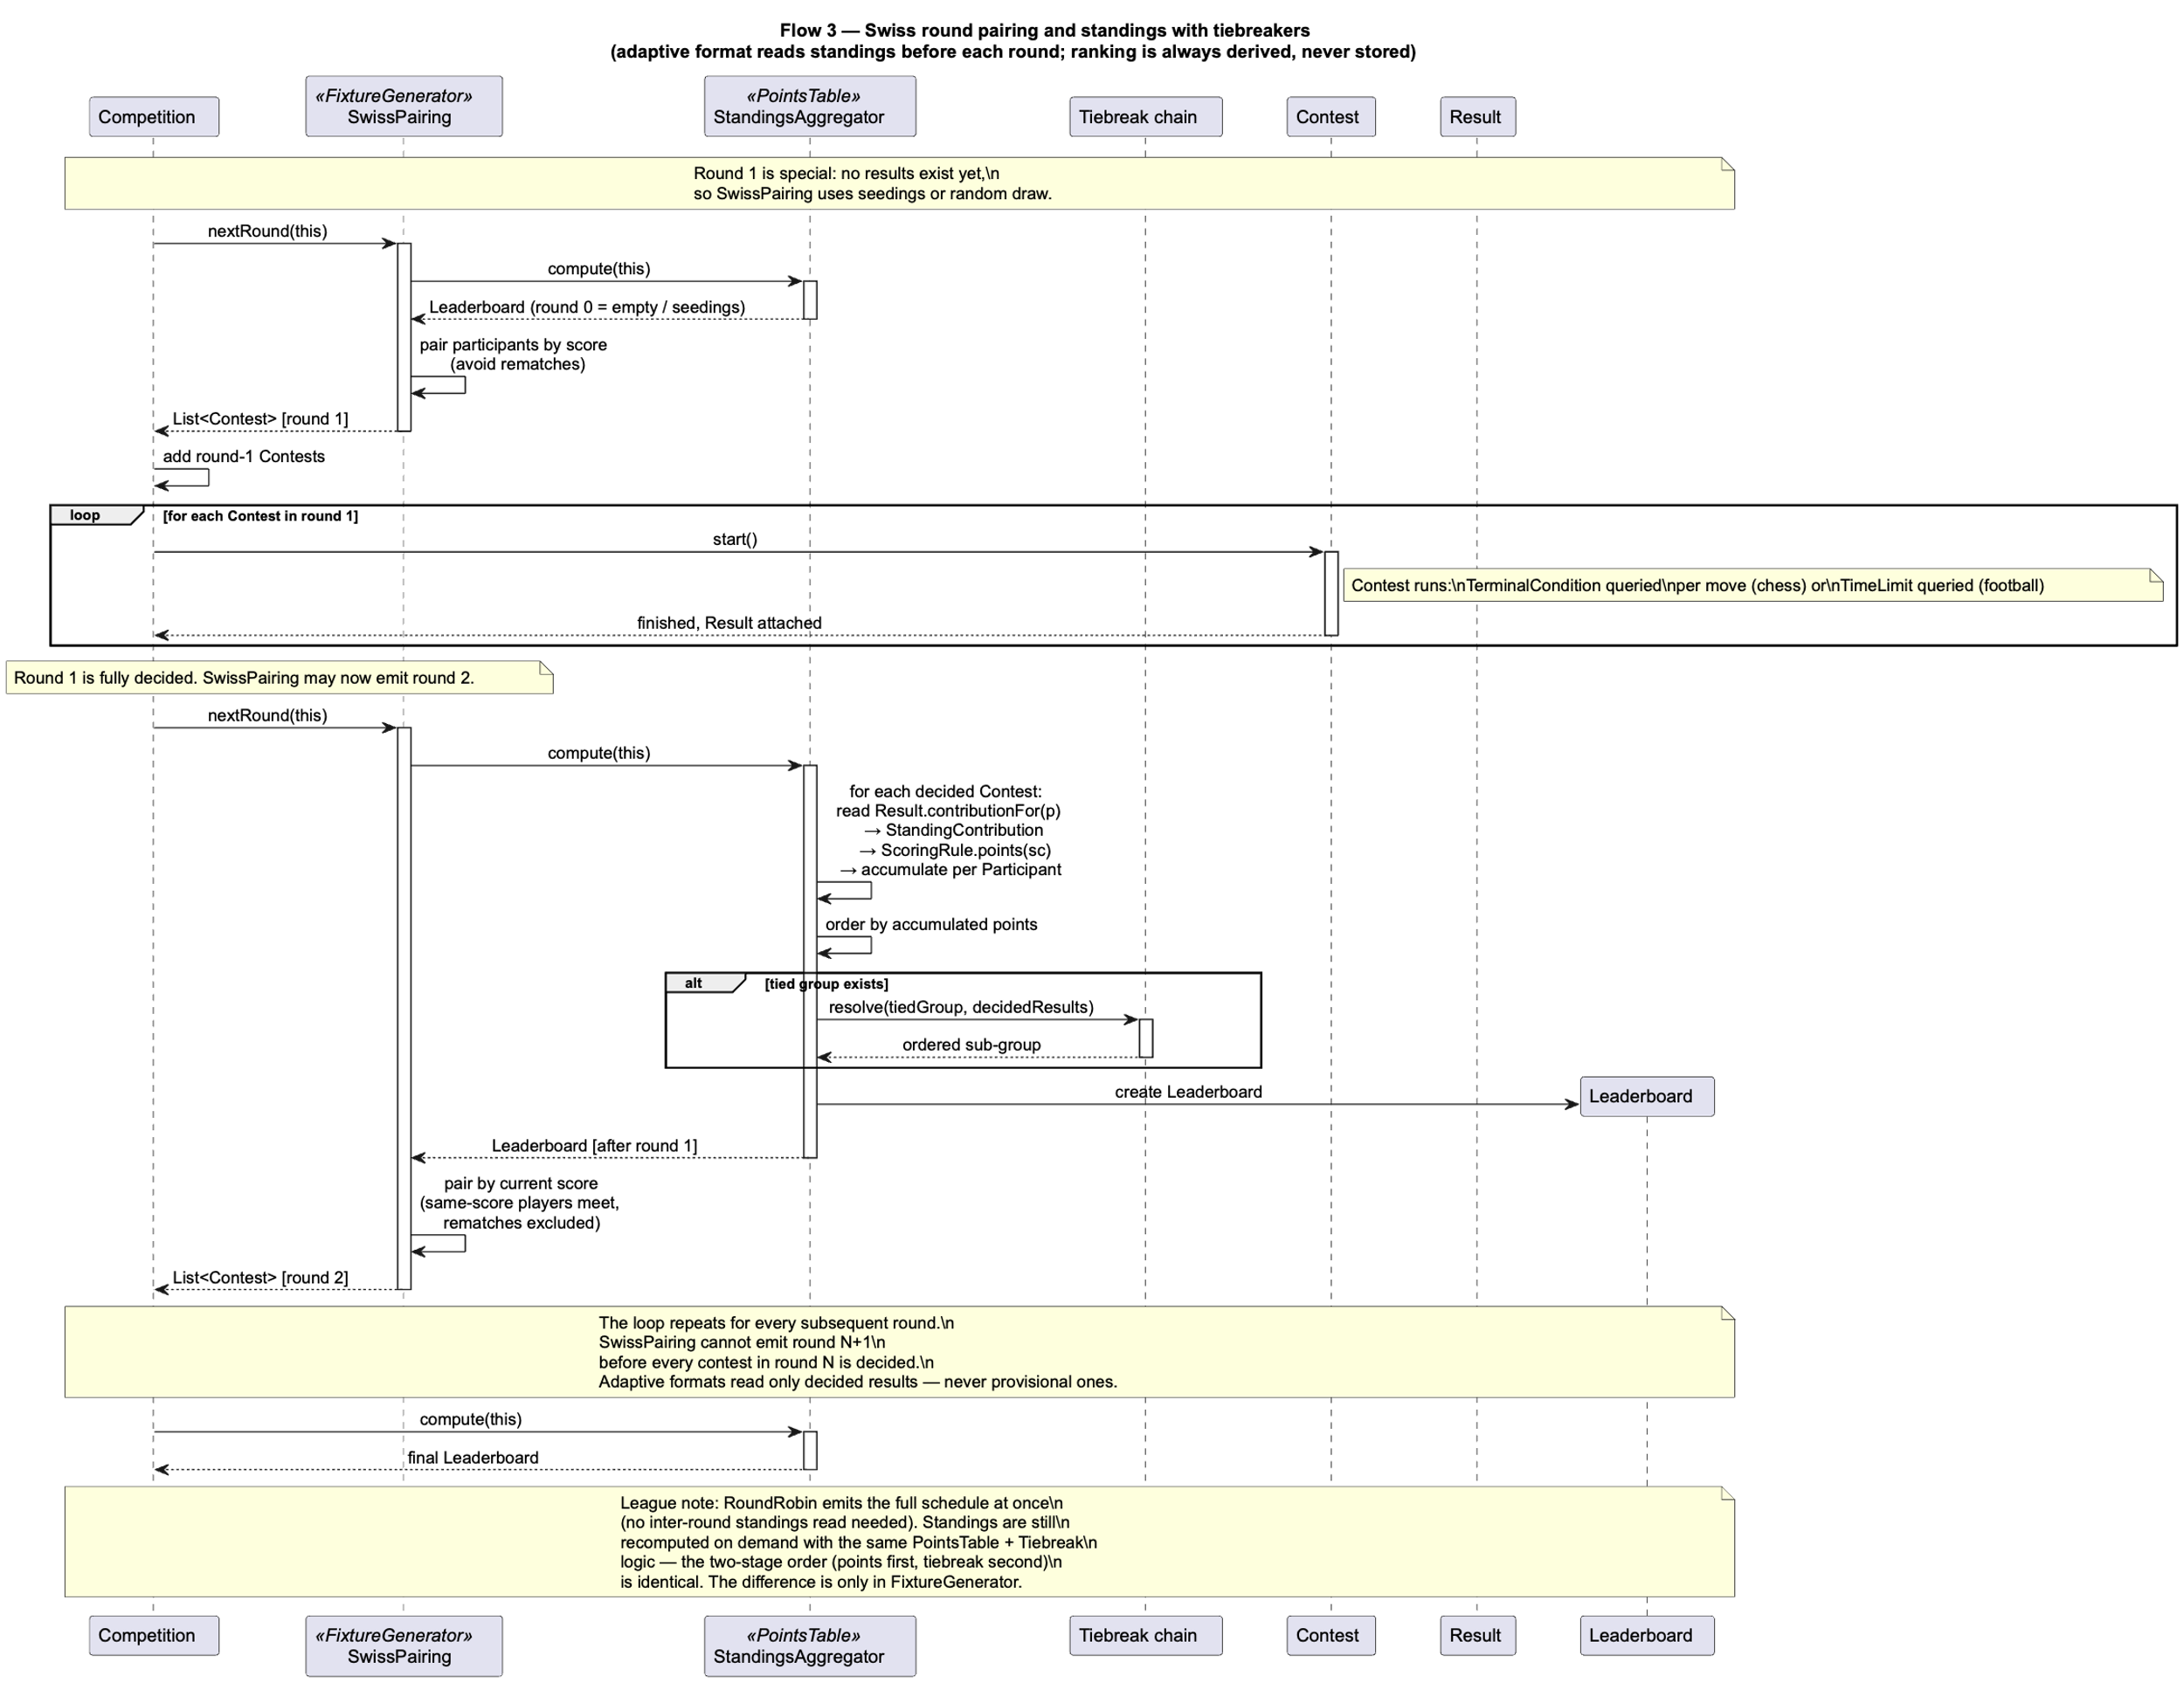 Flow 3 — Swiss round pairing and standings with tiebreakers
(adaptive format reads standings before each round; ranking is always derived, never stored)
Competition
«FixtureGenerator»
SwissPairing
«PointsTable»
StandingsAggregator
Tiebreak chain
Contest
Result
Round 1 is special: no results exist yet,\n
so SwissPairing uses seedings or random draw.
nextRound(this)
compute(this)
Leaderboard (round 0 = empty / seedings)
pair participants by score
(avoid rematches)
List<Contest> [round 1]
add round-1 Contests
loop
[for each Contest in round 1]
start()
Contest runs:\nTerminalCondition queried\nper move (chess) or\nTimeLimit queried (football)
finished, Result attached
Round 1 is fully decided. SwissPairing may now emit round 2.
nextRound(this)
compute(this)
for each decided Contest:
read Result.contributionFor(p)
→ StandingContribution
→ ScoringRule.points(sc)
→ accumulate per Participant
order by accumulated points
alt
[tied group exists]
resolve(tiedGroup, decidedResults)
ordered sub-group
create Leaderboard
Leaderboard
Leaderboard [after round 1]
pair by current score
(same-score players meet,
rematches excluded)
List<Contest> [round 2]
The loop repeats for every subsequent round.\n
SwissPairing cannot emit round N+1\n
before every contest in round N is decided.\n
Adaptive formats read only decided results — never provisional ones.
compute(this)
final Leaderboard
League note: RoundRobin emits the full schedule at once\n
(no inter-round standings read needed). Standings are still\n
recomputed on demand with the same PointsTable + Tiebreak\n
logic — the two-stage order (points first, tiebreak second)\n
is identical. The difference is only in FixtureGenerator.
Competition
«FixtureGenerator»
SwissPairing
«PointsTable»
StandingsAggregator
Tiebreak chain
Contest
Result
Leaderboard